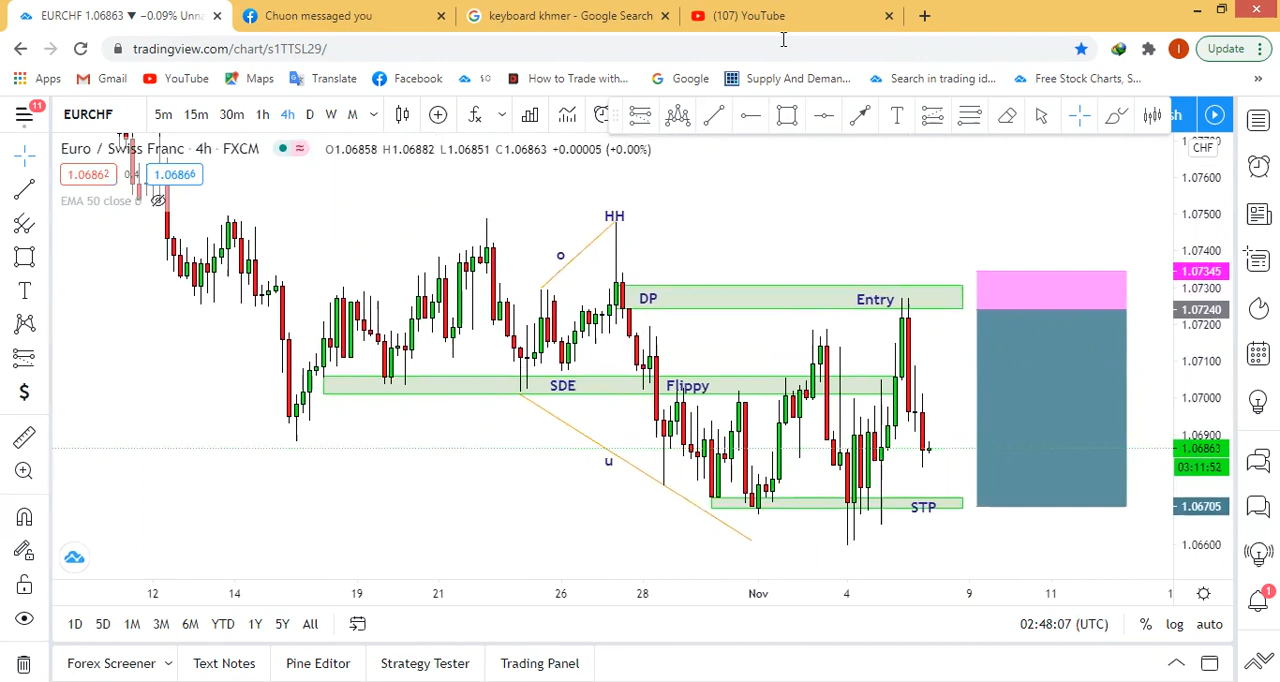 EURCHF 1.06863 ▼ −0.09% Unna
Chuon messaged you
keyboard khmer - Google Search
(107) YouTube
tradingview.com/chart/s1TTSL29/
Update
Apps
Gmail
YouTube
Maps
Translate
Facebook
How to Trade with...
Google
Supply And Deman...
Search in trading id...
Free Stock Charts, S...
»
11
EURCHF
5m 15m 30m 1h 4h D W M
Euro / Swiss Franc · 4h · FXCM
O1.06858 H1.06882 L1.06851 C1.06863 +0.00005 (+0.00%)
1.06862
0.4
1.06866
EMA 50 close 0
CHF
1.07600
1.07500
1.07400
1.07345
1.07300
1.07240
1.07200
1.07100
1.07000
1.06900
1.06863
03:11:52
1.06705
1.06600
HH
o
DP
Entry
SDE
Flippy
u
STP
12 14 19 21 26 28 Nov 4 9 11 1
1D 5D 1M 3M 6M YTD 1Y 5Y All
02:48:07 (UTC)
% log auto
Forex Screener
Text Notes
Pine Editor
Strategy Tester
Trading Panel
1